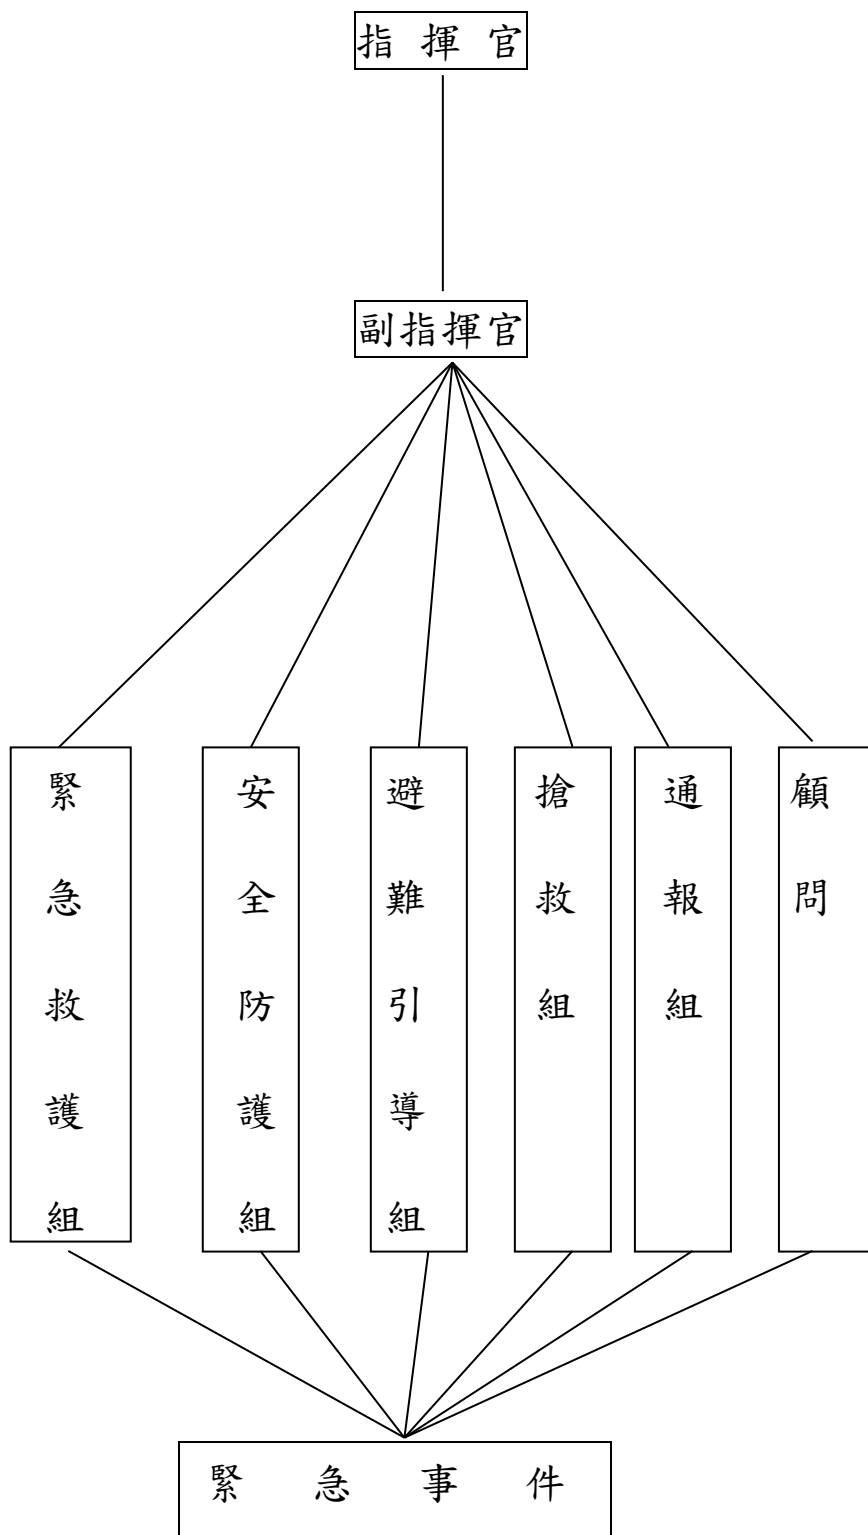 指揮官
副指揮官
緊急救護組
安全防護組
避難引導組
搶救組
通報組
顧問
緊急事件